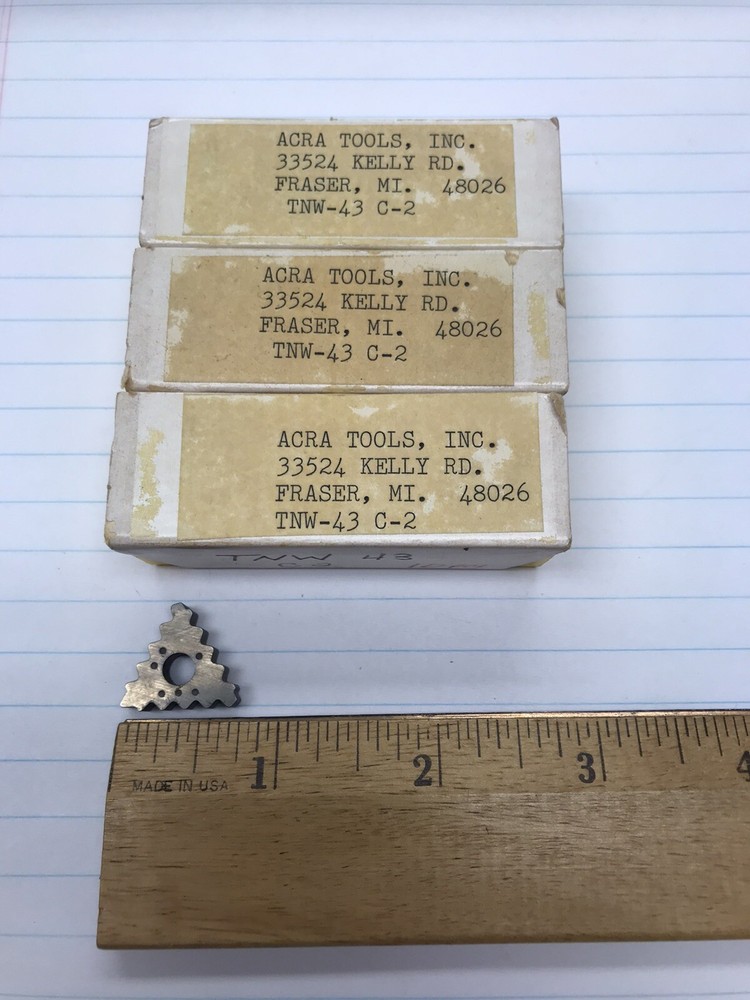 ACRA TOOLS, INC.
33524 KELLY RD.
FRASER, MI. 48026
TNW-43 C-2
ACRA TOOLS, INC.
33524 KELLY RD.
FRASER, MI. 48026
TNW-43 C-2
ACRA TOOLS, INC.
33524 KELLY RD.
FRASER, MI. 48026
TNW-43 C-2
TNW 43
C-2
1 2 3 4
MADE IN USA